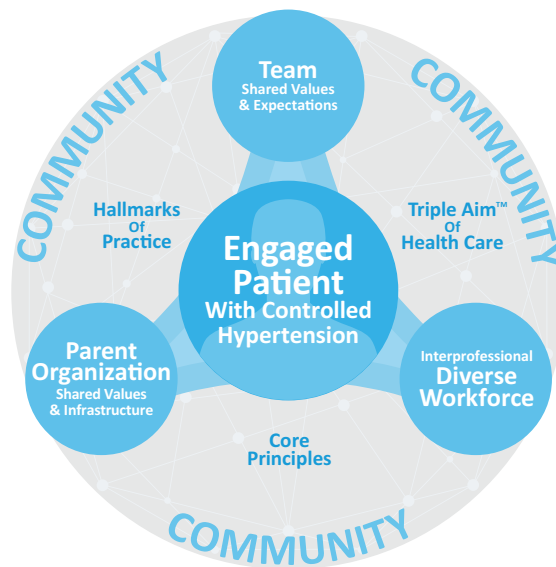 Team
Shared Values
& Expectations
COMMUNITY
COMMUNITY
Hallmarks
Of
Practice
Triple Aim™
Of
Health Care
Engaged
Patient
With Controlled
Hypertension
Parent
Organization
Shared Values
& Infrastructure
Interprofessional
Diverse
Workforce
Core
Principles
COMMUNITY